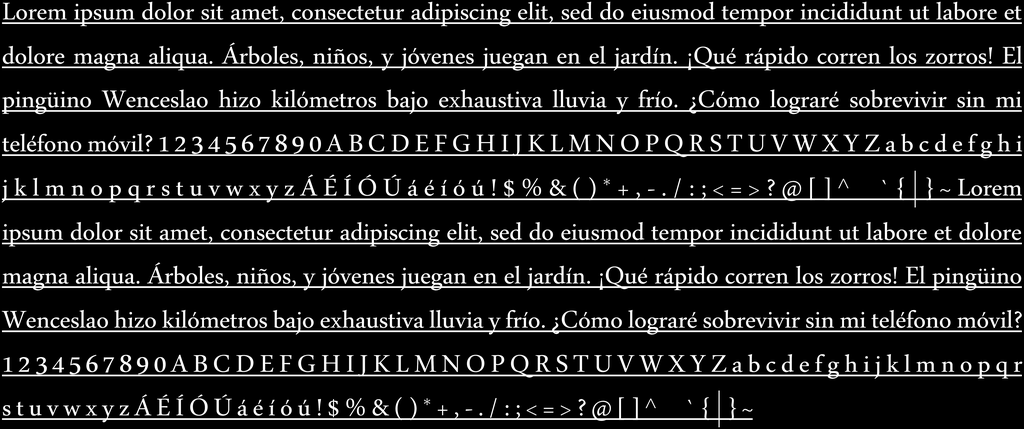 Lorem ipsum dolor sit amet, consectetur adipiscing elit, sed do eiusmod tempor incididunt ut labore et
dolore magna aliqua. Árboles, niños, y jóvenes juegan en el jardín. ¡Qué rápido corren los zorros! El
pingüino Wenceslao hizo kilómetros bajo exhaustiva lluvia y frío. ¿Cómo lograré sobrevivir sin mi
teléfono móvil? 1 2 3 4 5 6 7 8 9 0 A B C D E F G H I J K L M N O P Q R S T U V W X Y Z a b c d e f g h i
j k l m n o p q r s t u v w x y z Á É Í Ó Ú á é í ó ú ! $ % & ( ) * + , - . / : ; < = > ? @ [ ] ^ _ ` { | } ~ Lorem
ipsum dolor sit amet, consectetur adipiscing elit, sed do eiusmod tempor incididunt ut labore et dolore
magna aliqua. Árboles, niños, y jóvenes juegan en el jardín. ¡Qué rápido corren los zorros! El pingüino
Wenceslao hizo kilómetros bajo exhaustiva lluvia y frío. ¿Cómo lograré sobrevivir sin mi teléfono móvil?
1 2 3 4 5 6 7 8 9 0 A B C D E F G H I J K L M N O P Q R S T U V W X Y Z a b c d e f g h i j k l m n o p q r
s t u v w x y z Á É Í Ó Ú á é í ó ú ! $ % & ( ) * + , - . / : ; < = > ? @ [ ] ^ _ ` { | } ~